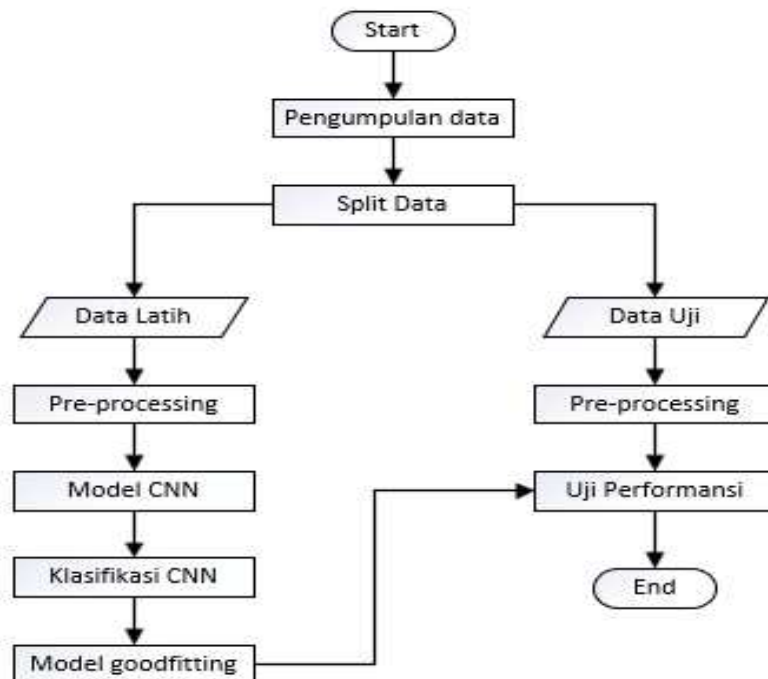 Start
Pengumpulan data
Split Data
Data Latih
Data Uji
Pre-processing
Pre-processing
Model CNN
Uji Performansi
Klasifikasi CNN
End
Model goodfitting